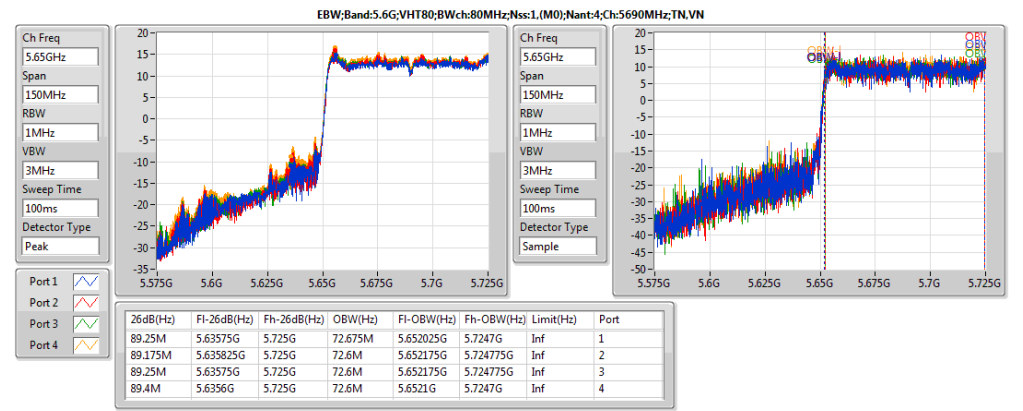 EBW;Band:5.6G;VHT80;BWch:80MHz;Nss:1,(M0);Nant:4;Ch:5690MHz;TN,VN
Ch Freq
5.65GHz
Span
150MHz
RBW
1MHz
VBW
3MHz
Sweep Time
100ms
Detector Type
Peak
20
15
10
5
0
-5
-10
-15
-20
-25
-30
-35
5.575G 5.6G 5.625G 5.65G 5.675G 5.7G 5.725G
Ch Freq
5.65GHz
Span
150MHz
RBW
1MHz
VBW
3MHz
Sweep Time
100ms
Detector Type
Sample
20
15
10
5
0
-5
-10
-15
-20
-25
-30
-35
-40
-45
-50
5.575G 5.6G 5.625G 5.65G 5.675G 5.7G 5.725G
Port 1
Port 2
Port 3
Port 4
26dB(Hz) Fl-26dB(Hz) Fh-26dB(Hz) OBW(Hz) Fl-OBW(Hz) Fh-OBW(Hz) Limit(Hz) Port
89.25M 5.63575G 5.725G 72.675M 5.652025G 5.7247G Inf 1
89.175M 5.635825G 5.725G 72.6M 5.652175G 5.724775G Inf 2
89.25M 5.63575G 5.725G 72.6M 5.652175G 5.724775G Inf 3
89.4M 5.6356G 5.725G 72.6M 5.6521G 5.7247G Inf 4